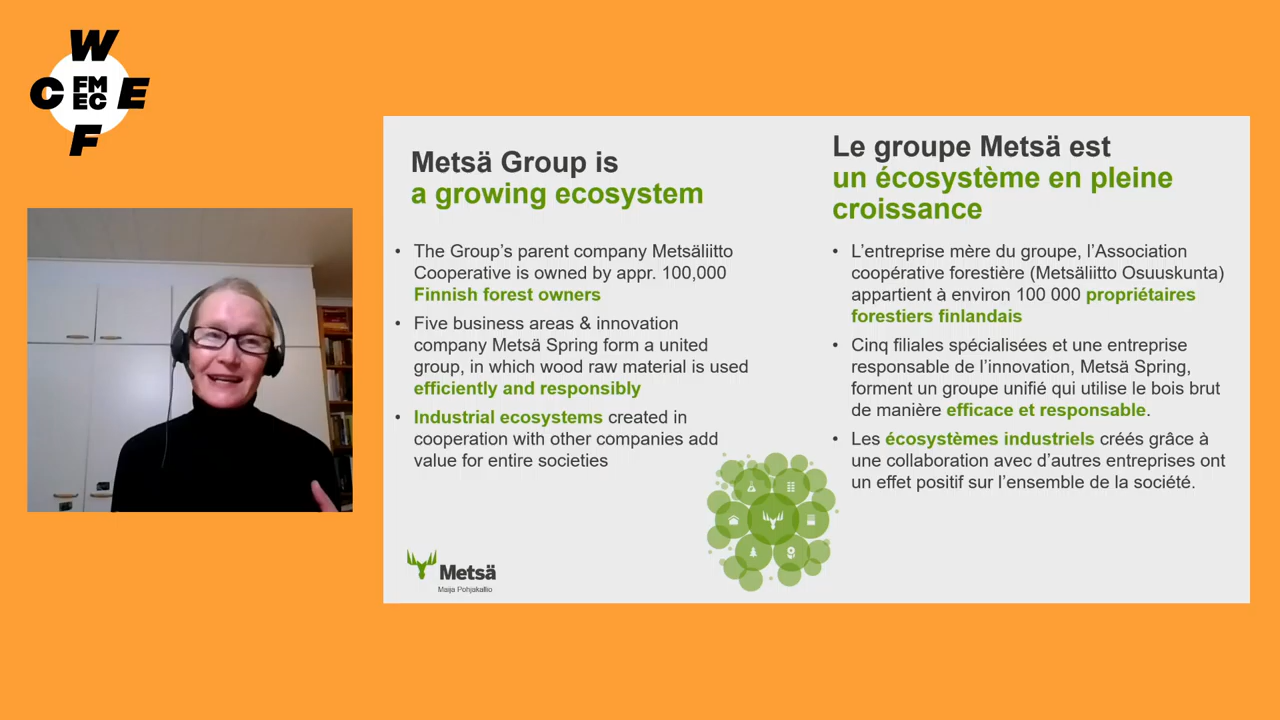 W
C FM E
EC
F
Metsä Group is
a growing ecosystem
• The Group's parent company Metsäliitto
Cooperative is owned by appr. 100,000
Finnish forest owners
• Five business areas & innovation
company Metsä Spring form a united
group, in which wood raw material is used
efficiently and responsibly
• Industrial ecosystems created in
cooperation with other companies add
value for entire societies
Metsä
Maija Pohjakallio
Le groupe Metsä est
un écosystème en pleine
croissance
• L'entreprise mère du groupe, l'Association
coopérative forestière (Metsäliitto Osuuskunta)
appartient à environ 100 000 propriétaires
forestiers finlandais
• Cinq filiales spécialisées et une entreprise
responsable de l'innovation, Metsä Spring,
forment un groupe unifié qui utilise le bois brut
de manière efficace et responsable.
• Les écosystèmes industriels créés grâce à
une collaboration avec d'autres entreprises ont
un effet positif sur l'ensemble de la société.